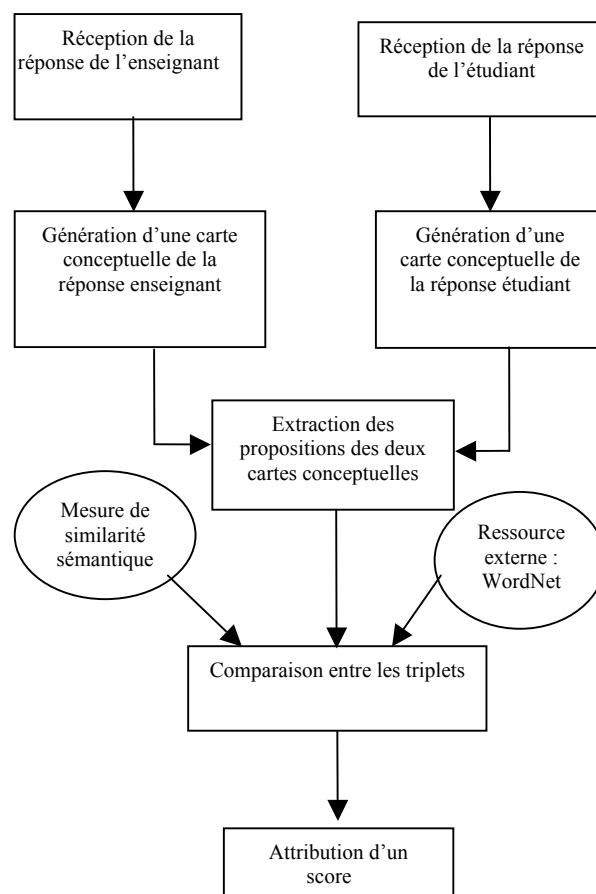 Réception de la
réponse de l’enseignant
Réception de la réponse
de l’étudiant
Génération d’une carte
conceptuelle de la
réponse enseignant
Génération d’une
carte conceptuelle de
la réponse étudiant
Extraction des
propositions des deux
cartes conceptuelles
Mesure de
similarité
sémantique
Ressource
externe :
WordNet
Comparaison entre les triplets
Attribution d’un
score